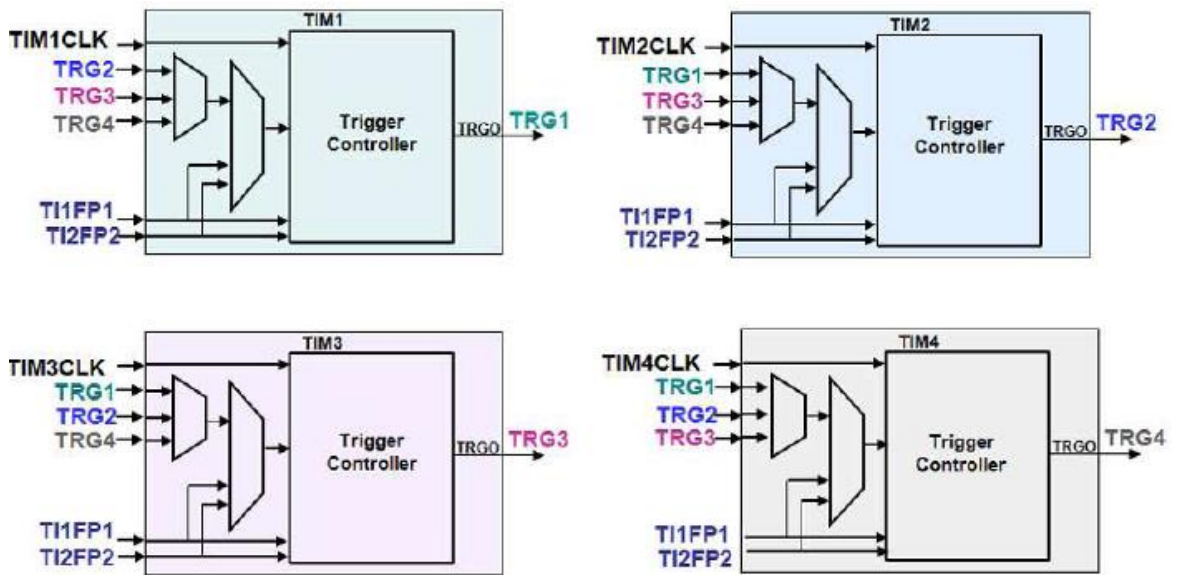 TIM1
TIM1CLK
TRG2
TRG3
TRG4
Trigger
Controller
TRGO
TRG1
TI1FP1
TI2FP2
TIM2
TIM2CLK
TRG1
TRG3
TRG4
Trigger
Controller
TRGO
TRG2
TI1FP1
TI2FP2
TIM3
TIM3CLK
TRG1
TRG2
TRG4
Trigger
Controller
TRGO
TRG3
TI1FP1
TI2FP2
TIM4
TIM4CLK
TRG1
TRG2
TRG3
Trigger
Controller
TRGO
TRG4
TI1FP1
TI2FP2